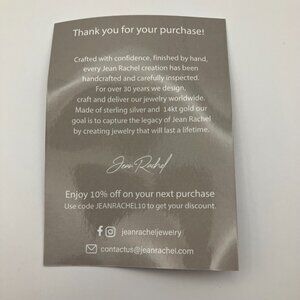 Thank you for your purchase!
Crafted with confidence, finished by hand,
every Jean Rachel creation has been
handcrafted and carefully inspected.
For over 30 years we design,
craft and deliver our jewelry worldwide.
Made of sterling silver and 14kt gold our
goal is to capture the legacy of Jean Rachel
by creating jewelry that will last a lifetime.
Jean Rachel
Enjoy 10% off on your next purchase
Use code JEANRACHEL10 to get your discount.
jeanracheljewelry
contactus@jeanrachel.com